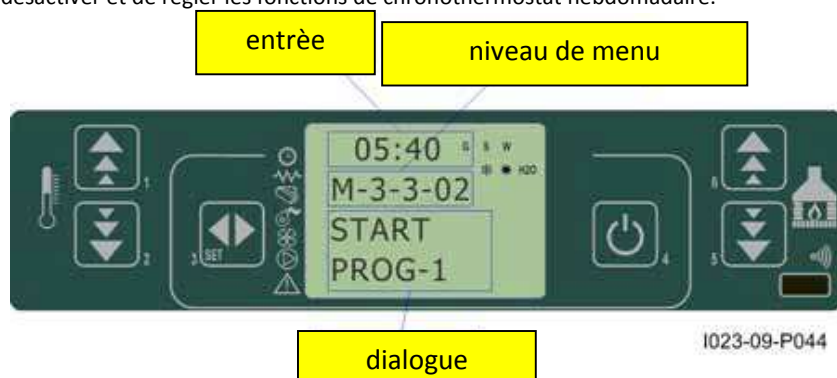 désactiver et de régler les fonctions de chronothermostat hebdomadaire.
entrèe
niveau de menu
05:40 G S W
H2O
M-3-3-02
START
PROG-1
1
2
3 SET
4
5
6
dialogue
I023-09-P044